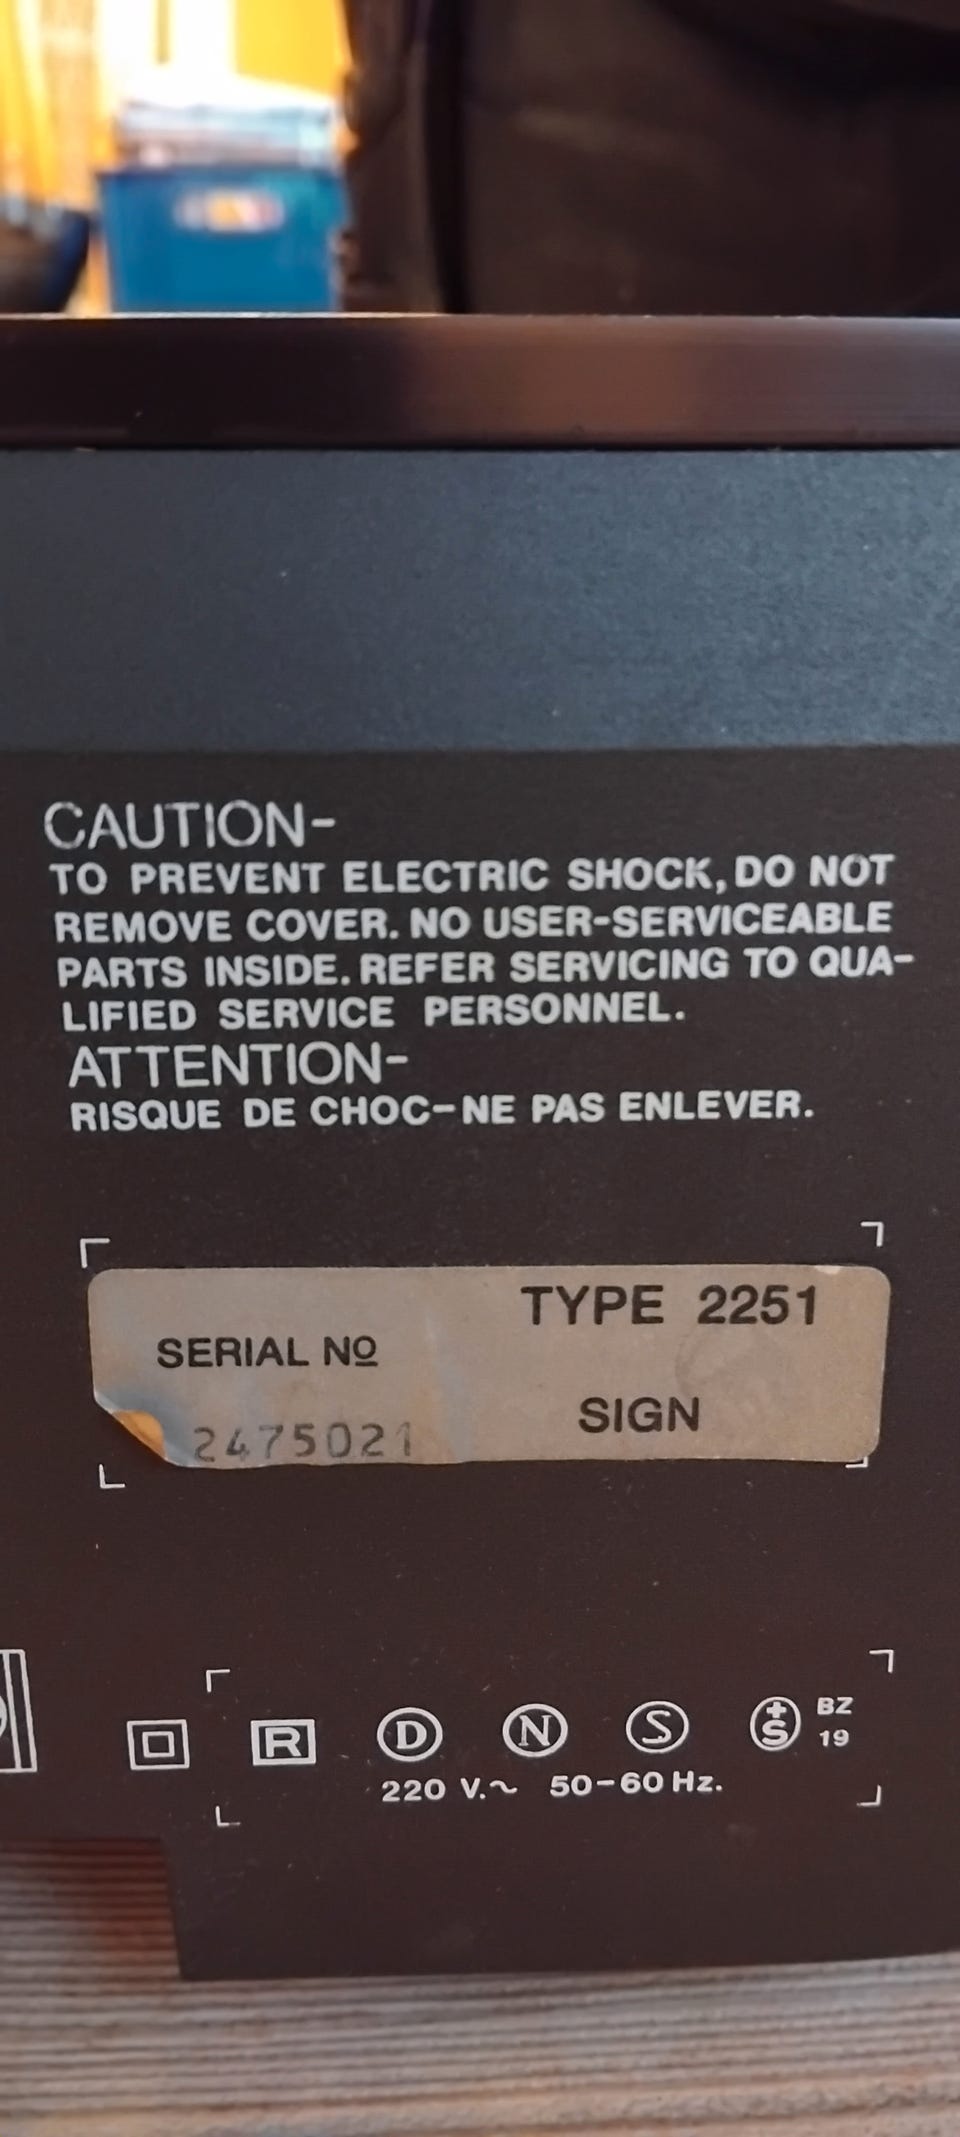 CAUTION-
TO PREVENT ELECTRIC SHOCK, DO NOT
REMOVE COVER. NO USER-SERVICEABLE
PARTS INSIDE. REFER SERVICING TO QUA-
LIFIED SERVICE PERSONNEL.
ATTENTION-
RISQUE DE CHOC-NE PAS ENLEVER.
TYPE 2251
SERIAL Nº
SIGN
2475021
R D N S +S BZ 19
220 V.~ 50-60 Hz.